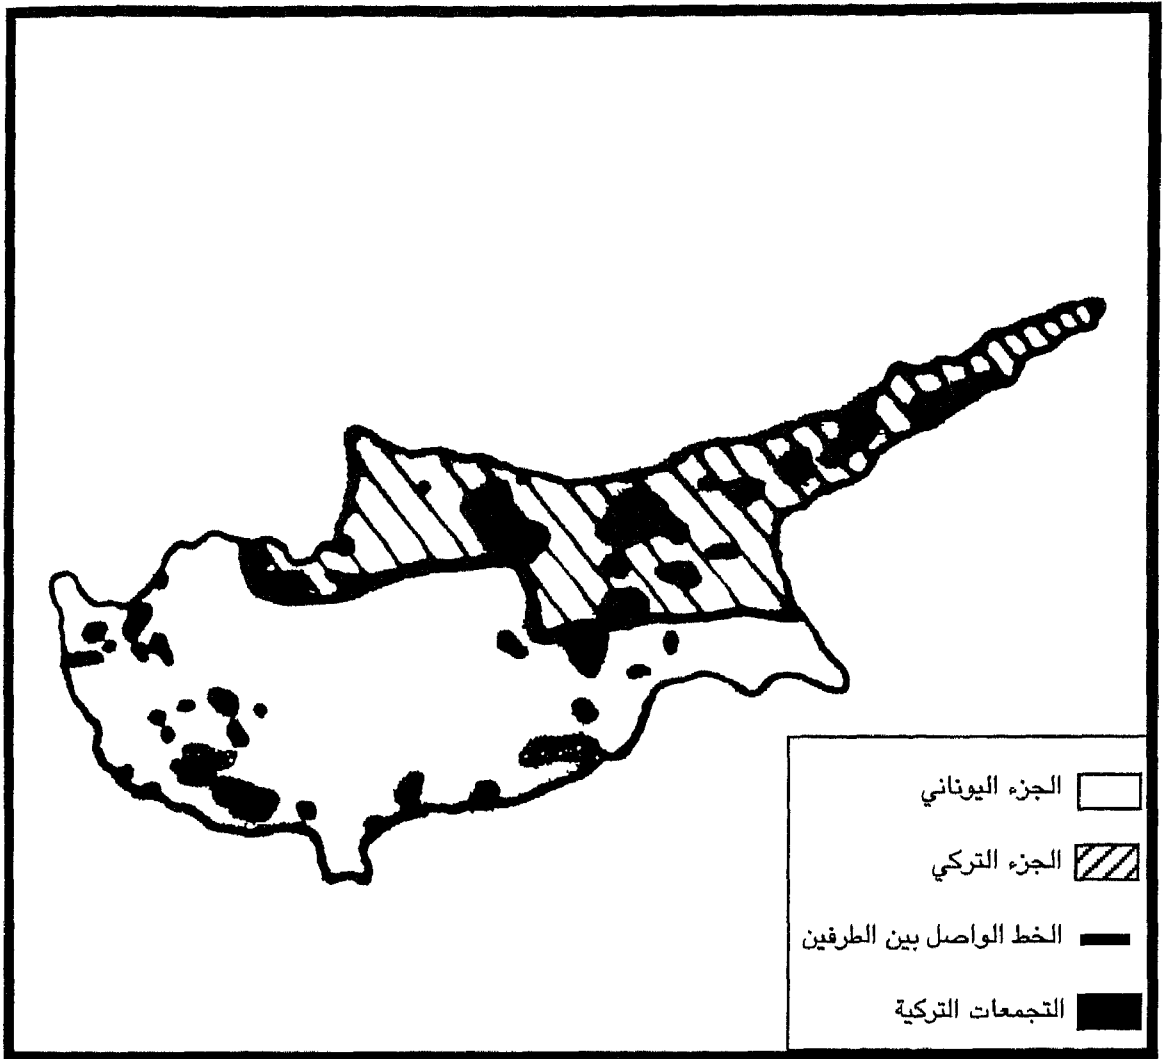 الجزء اليوناني
الجزء التركي
الخط الواصل بين الطرفين
التجمعات التركية